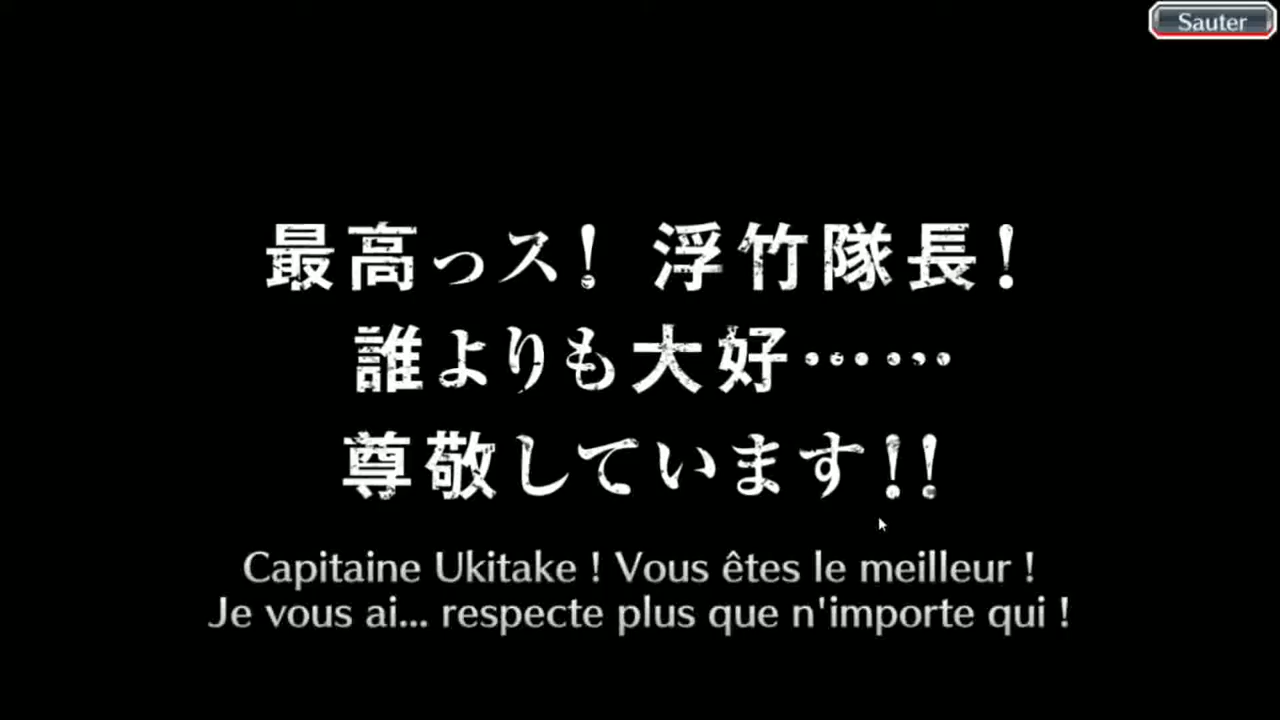 Sauter
最高っス! 浮竹隊長!
誰よりも大好……
尊敬しています!!
Capitaine Ukitake ! Vous êtes le meilleur !
Je vous ai... respecte plus que n'importe qui !